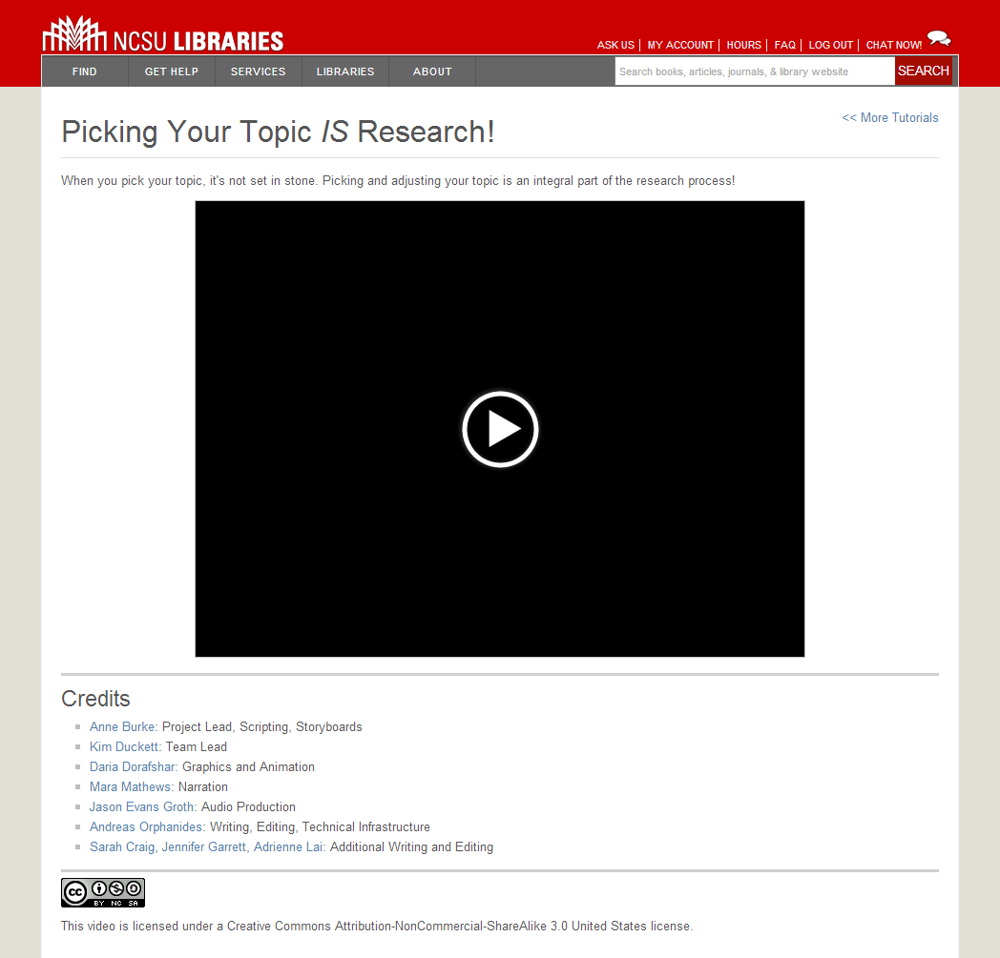 NCSU LIBRARIES
ASK US | MY ACCOUNT | HOURS | FAQ | LOG OUT | CHAT NOW!
FIND GET HELP SERVICES LIBRARIES ABOUT Search books, articles, journals, & library website SEARCH
<< More Tutorials
Picking Your Topic IS Research!
When you pick your topic, it's not set in stone. Picking and adjusting your topic is an integral part of the research process!
Credits
Anne Burke: Project Lead, Scripting, Storyboards
Kim Duckett: Team Lead
Daria Dorafshar: Graphics and Animation
Mara Mathews: Narration
Jason Evans Groth: Audio Production
Andreas Orphanides: Writing, Editing, Technical Infrastructure
Sarah Craig, Jennifer Garrett, Adrienne Lai: Additional Writing and Editing
cc BY NC SA
This video is licensed under a Creative Commons Attribution-NonCommercial-ShareAlike 3.0 United States license.